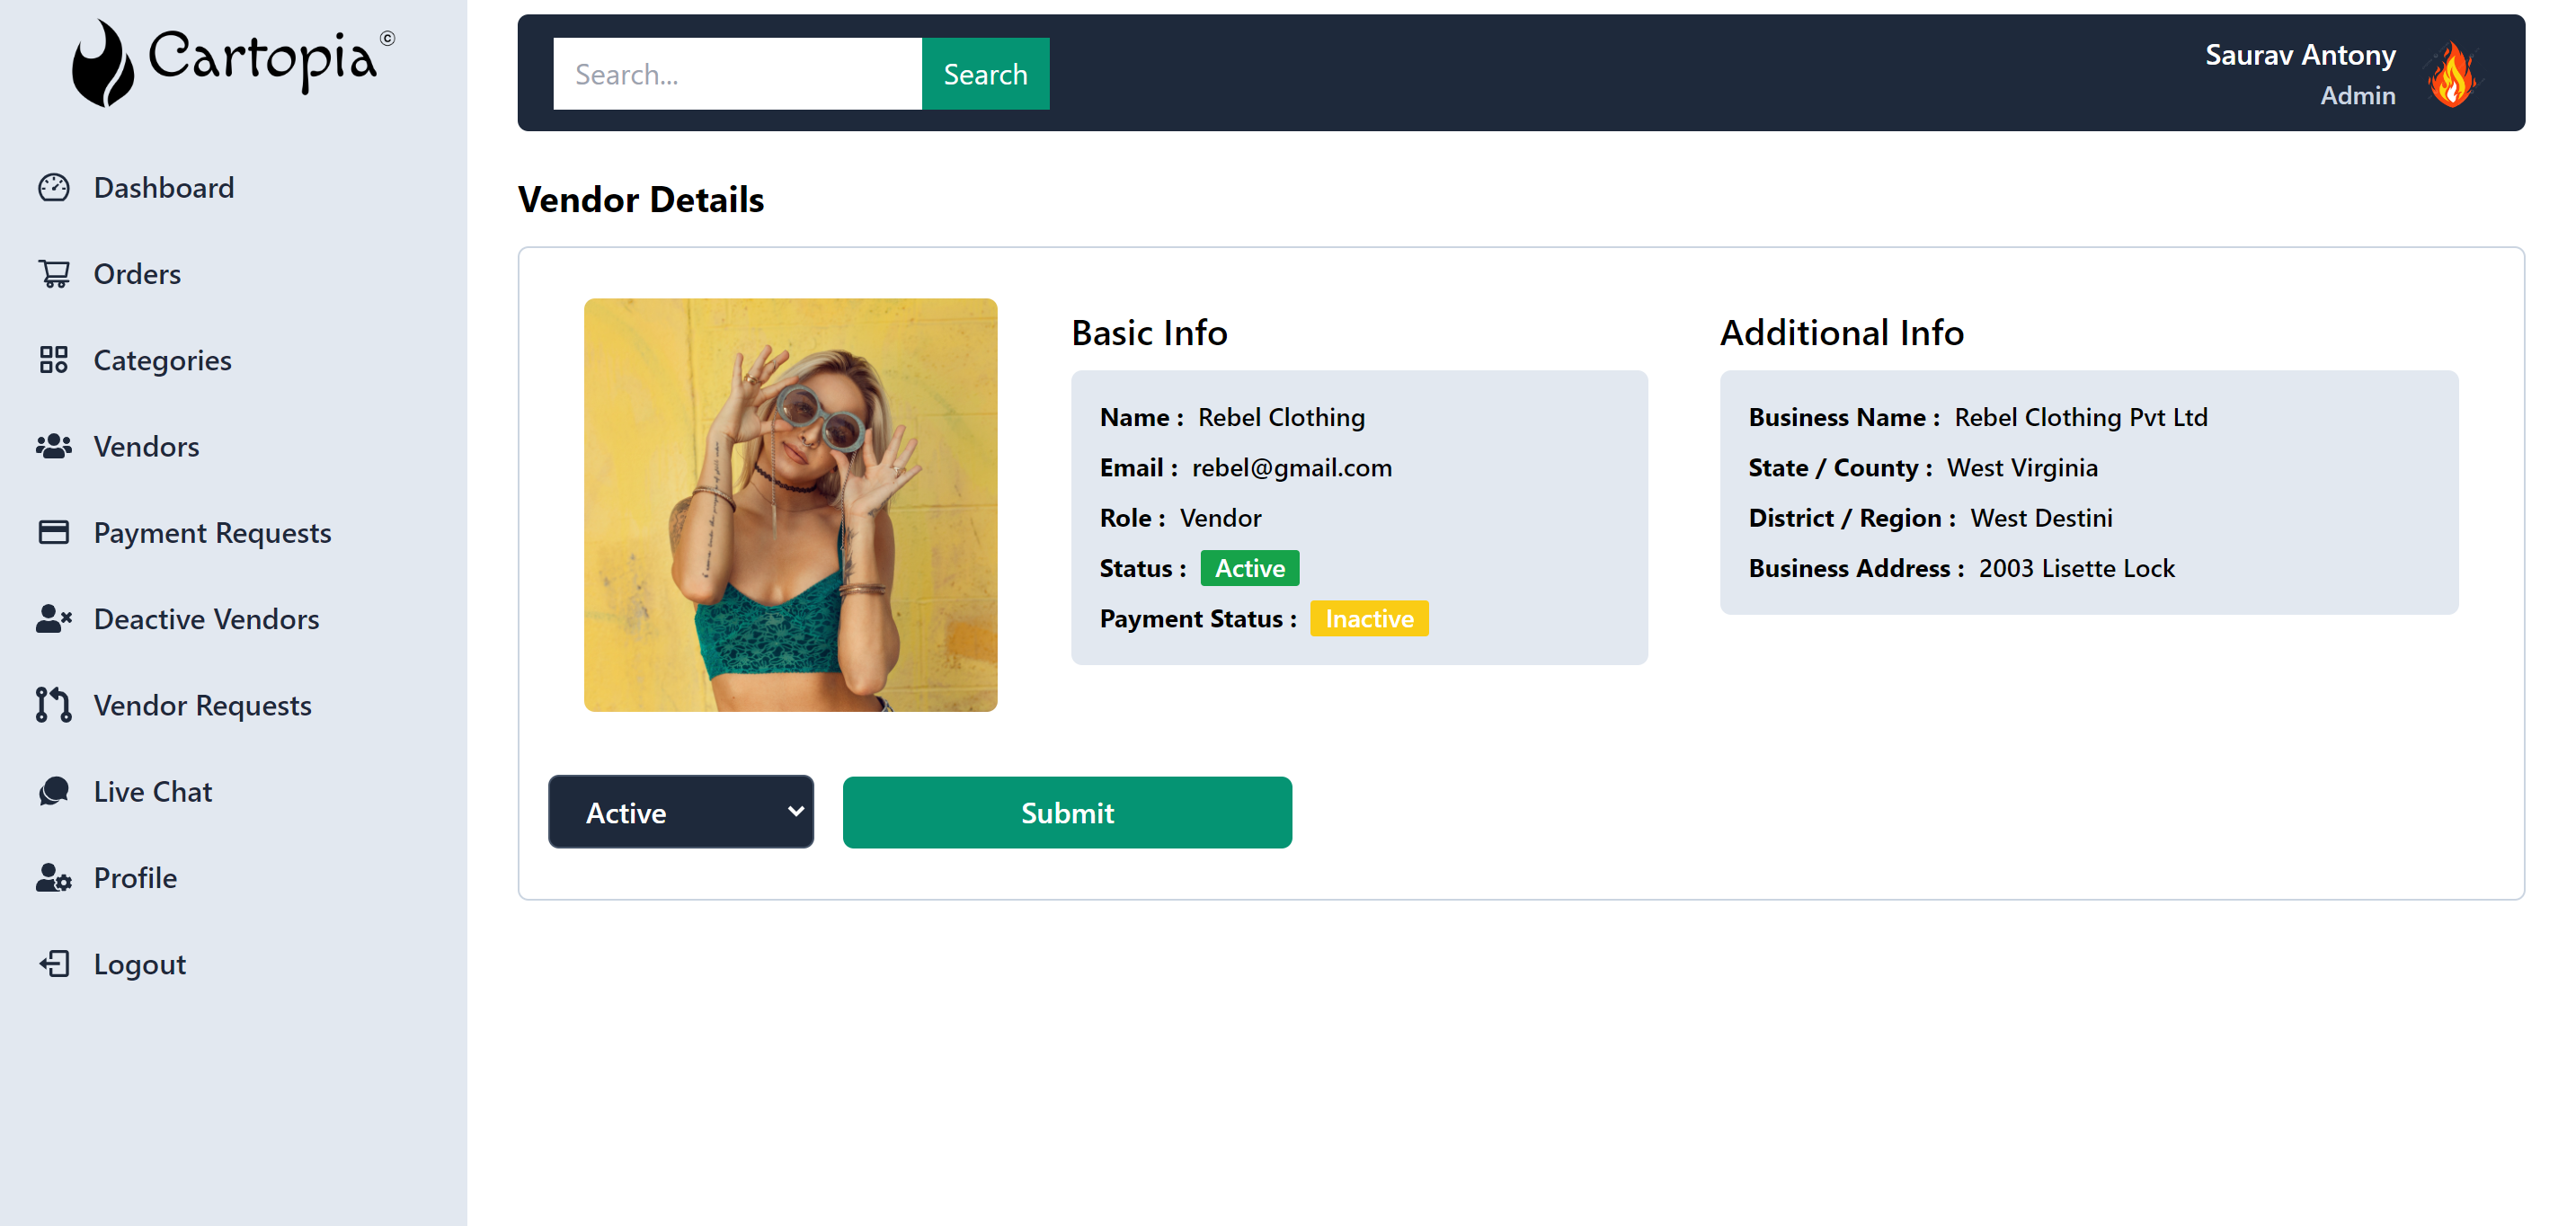 Cartopia©
Dashboard
Orders
Categories
Vendors
Payment Requests
Deactive Vendors
Vendor Requests
Live Chat
Profile
Logout
Search...
Search
Saurav Antony
Admin
Vendor Details
Basic Info
Name : Rebel Clothing
Email : rebel@gmail.com
Role : Vendor
Status : Active
Payment Status : Inactive
Additional Info
Business Name : Rebel Clothing Pvt Ltd
State / County : West Virginia
District / Region : West Destini
Business Address : 2003 Lisette Lock
Active
Submit